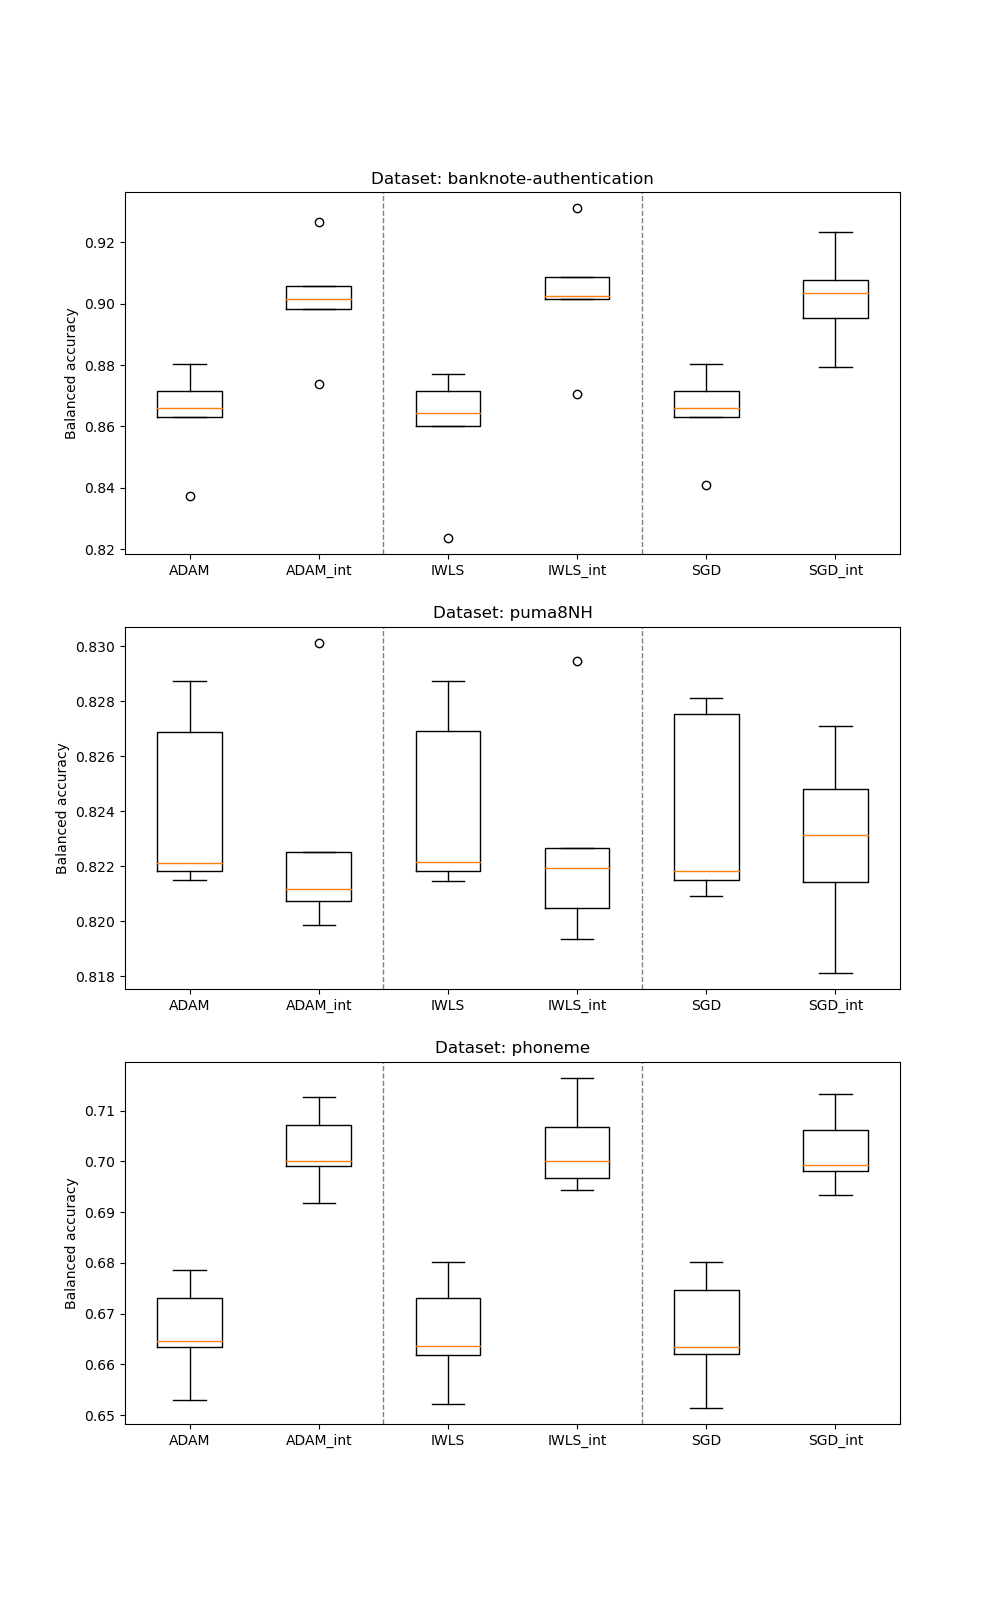 Dataset: banknote-authentication
Balanced accuracy
0.92
0.90
0.88
0.86
0.84
0.82
ADAM ADAM_int IWLS IWLS_int SGD SGD_int
Dataset: puma8NH
Balanced accuracy
0.830
0.828
0.826
0.824
0.822
0.820
0.818
ADAM ADAM_int IWLS IWLS_int SGD SGD_int
Dataset: phoneme
Balanced accuracy
0.71
0.70
0.69
0.68
0.67
0.66
0.65
ADAM ADAM_int IWLS IWLS_int SGD SGD_int